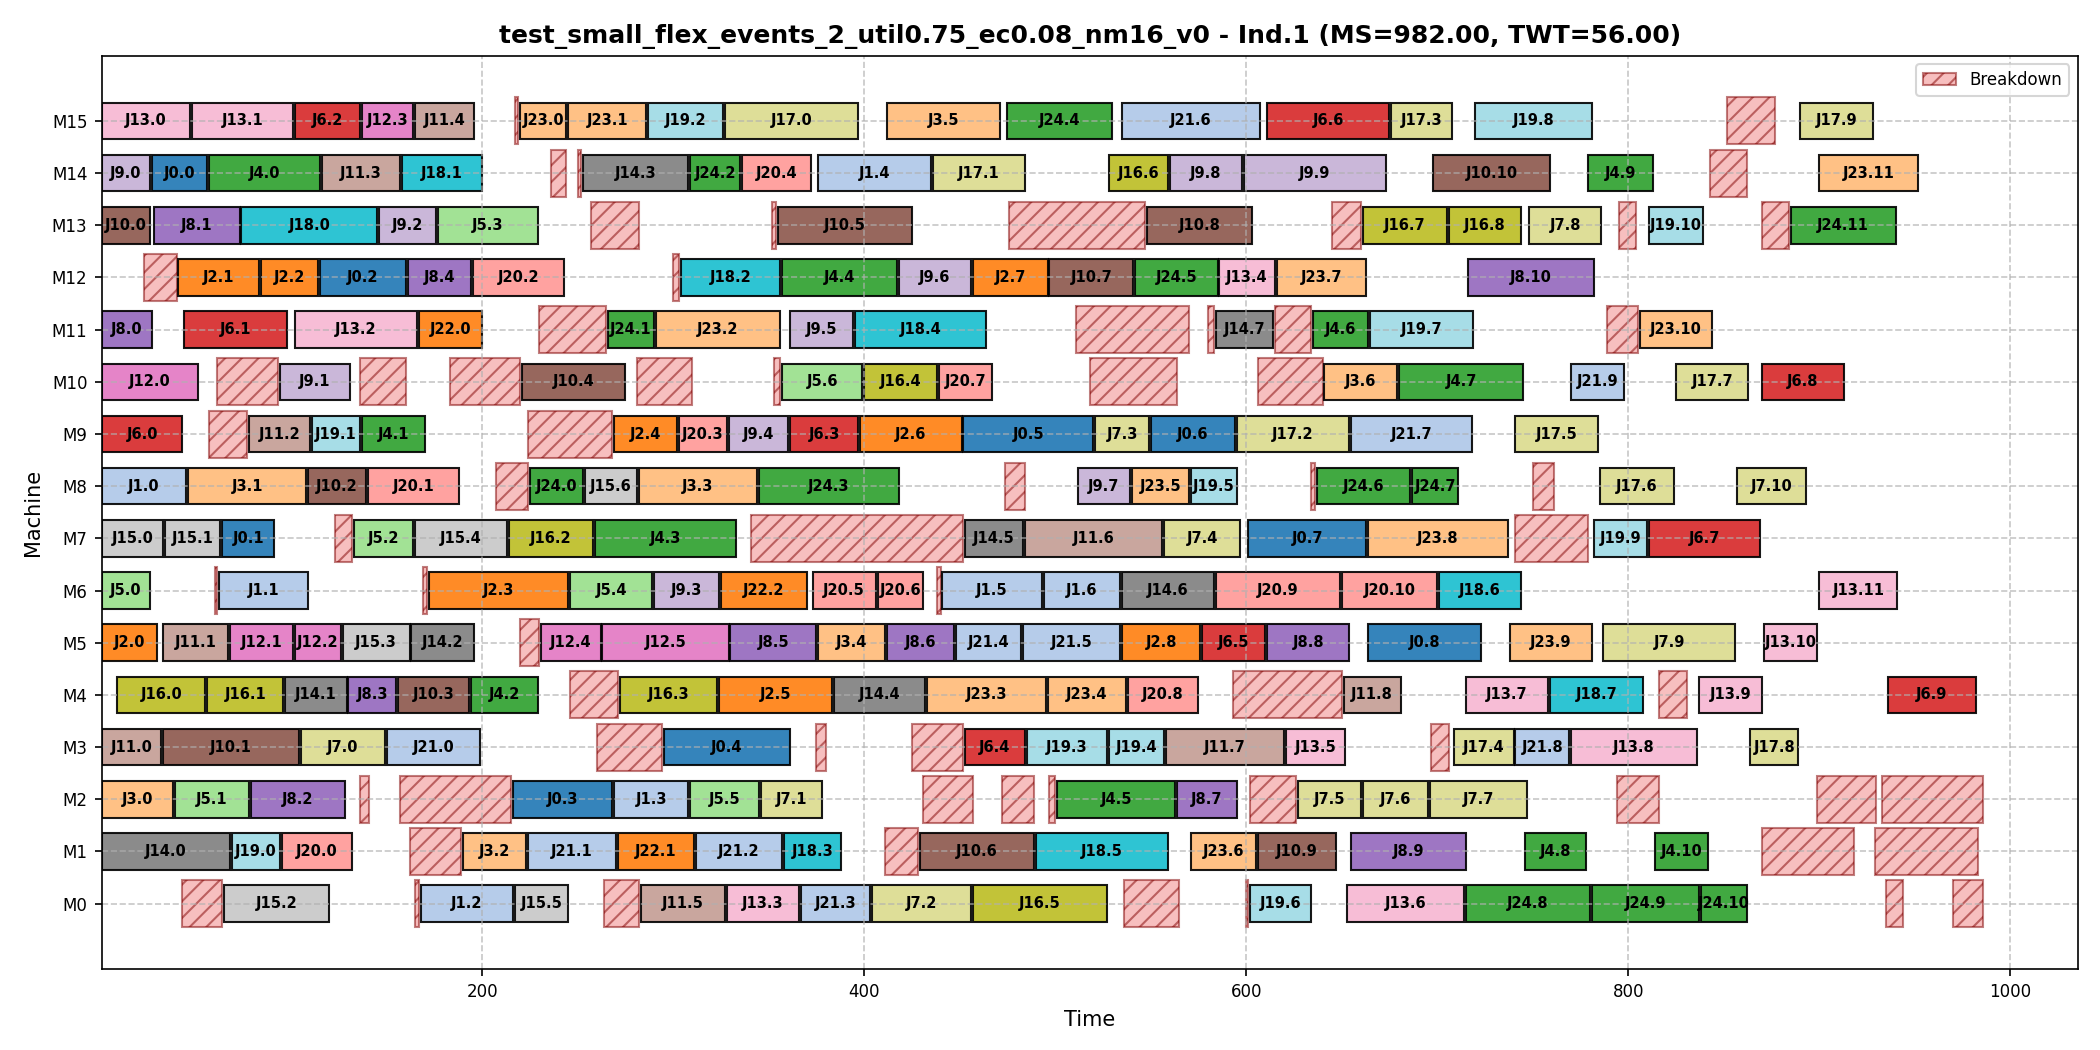 test_small_flex_events_2_util0.75_ec0.08_nm16_v0 - Ind.1 (MS=982.00, TWT=56.00)
Breakdown
M15 J13.0 J13.1 J6.2 J12.3 J11.4 J23.0 J23.1 J19.2 J17.0 J3.5 J24.4 J21.6 J6.6 J17.3 J19.8 J17.9
M14 J9.0 J0.0 J4.0 J11.3 J18.1 J14.3 J24.2 J20.4 J1.4 J17.1 J16.6 J9.8 J9.9 J10.10 J4.9 J23.11
M13 J10.0 J8.1 J18.0 J9.2 J5.3 J10.5 J10.8 J16.7 J16.8 J7.8 J19.10 J24.11
M12 J2.1 J2.2 J0.2 J8.4 J20.2 J18.2 J4.4 J9.6 J2.7 J10.7 J24.5 J13.4 J23.7 J8.10
M11 J8.0 J6.1 J13.2 J22.0 J24.1 J23.2 J9.5 J18.4 J14.7 J4.6 J19.7 J23.10
M10 J12.0 J9.1 J10.4 J5.6 J16.4 J20.7 J3.6 J4.7 J21.9 J17.7 J6.8
M9 J6.0 J11.2 J19.1 J4.1 J2.4 J20.3 J9.4 J6.3 J2.6 J0.5 J7.3 J0.6 J17.2 J21.7 J17.5
M8 J1.0 J3.1 J10.2 J20.1 J24.0 J15.6 J3.3 J24.3 J9.7 J23.5 J19.5 J24.6 J24.7 J17.6 J7.10
M7 J15.0 J15.1 J0.1 J5.2 J15.4 J16.2 J4.3 J14.5 J11.6 J7.4 J0.7 J23.8 J19.9 J6.7
M6 J5.0 J1.1 J2.3 J5.4 J9.3 J22.2 J20.5 J20.6 J1.5 J1.6 J14.6 J20.9 J20.10 J18.6 J13.11
M5 J2.0 J11.1 J12.1 J12.2 J15.3 J14.2 J12.4 J12.5 J8.5 J3.4 J8.6 J21.4 J21.5 J2.8 J6.5 J8.8 J0.8 J23.9 J7.9 J13.10
M4 J16.0 J16.1 J14.1 J8.3 J10.3 J4.2 J16.3 J2.5 J14.4 J23.3 J23.4 J20.8 J11.8 J13.7 J18.7 J13.9 J6.9
M3 J11.0 J10.1 J7.0 J21.0 J0.4 J6.4 J19.3 J19.4 J11.7 J13.5 J17.4 J21.8 J13.8 J17.8
M2 J3.0 J5.1 J8.2 J0.3 J1.3 J5.5 J7.1 J4.5 J8.7 J7.5 J7.6 J7.7
M1 J14.0 J19.0 J20.0 J3.2 J21.1 J22.1 J21.2 J18.3 J10.6 J18.5 J23.6 J10.9 J8.9 J4.8 J4.10
M0 J15.2 J1.2 J15.5 J11.5 J13.3 J21.3 J7.2 J16.5 J19.6 J13.6 J24.8 J24.9 J24.10
Machine
200 400 600 800 1000
Time